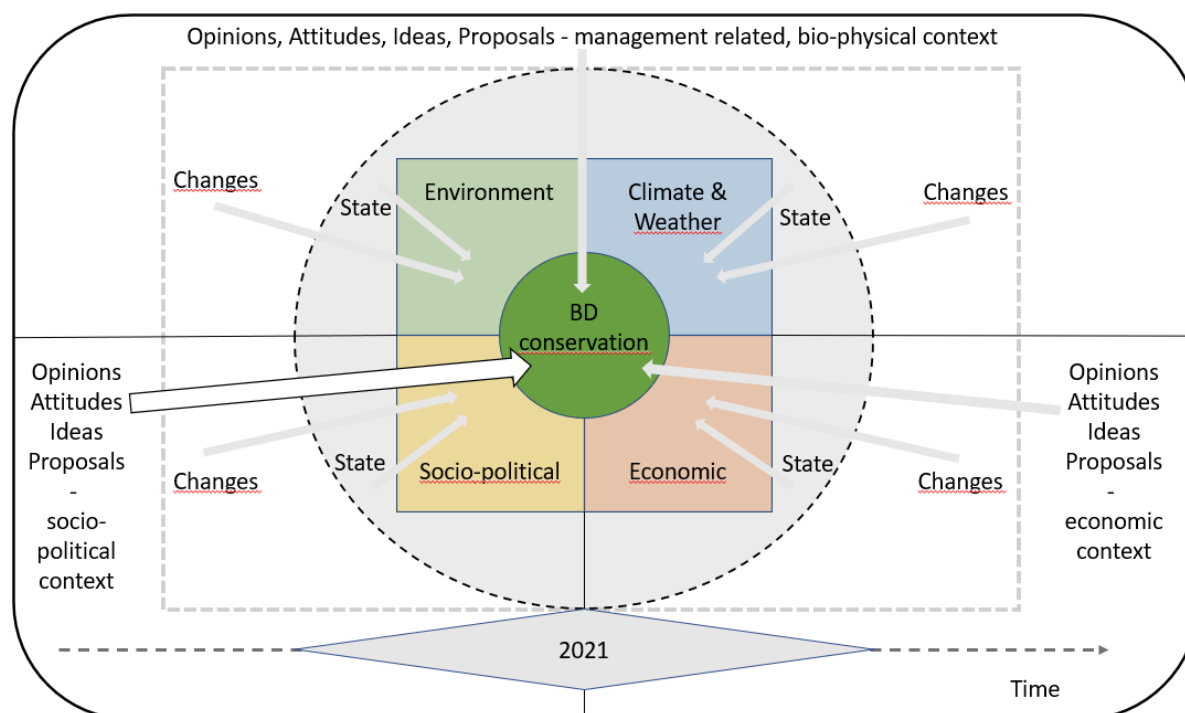 Opinions, Attitudes, Ideas, Proposals - management related, bio-physical context
Changes
State
Environment
Climate &
Weather
State
Changes
BD
conservation
Opinions
Attitudes
Ideas
Proposals
-
socio-
political
context
Changes
State
Socio-political
Economic
State
Changes
Opinions
Attitudes
Ideas
Proposals
-
economic
context
2021
Time